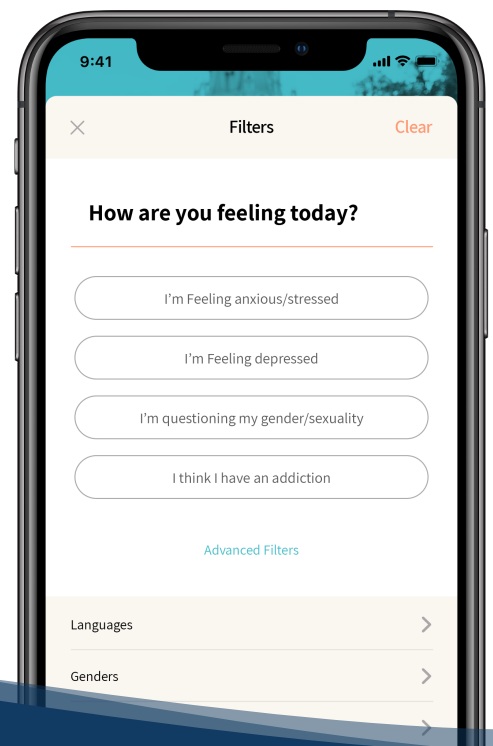 9:41
Filters
Clear
How are you feeling today?
I'm Feeling anxious/stressed
I'm Feeling depressed
I'm questioning my gender/sexuality
I think I have an addiction
Advanced Filters
Languages
Genders